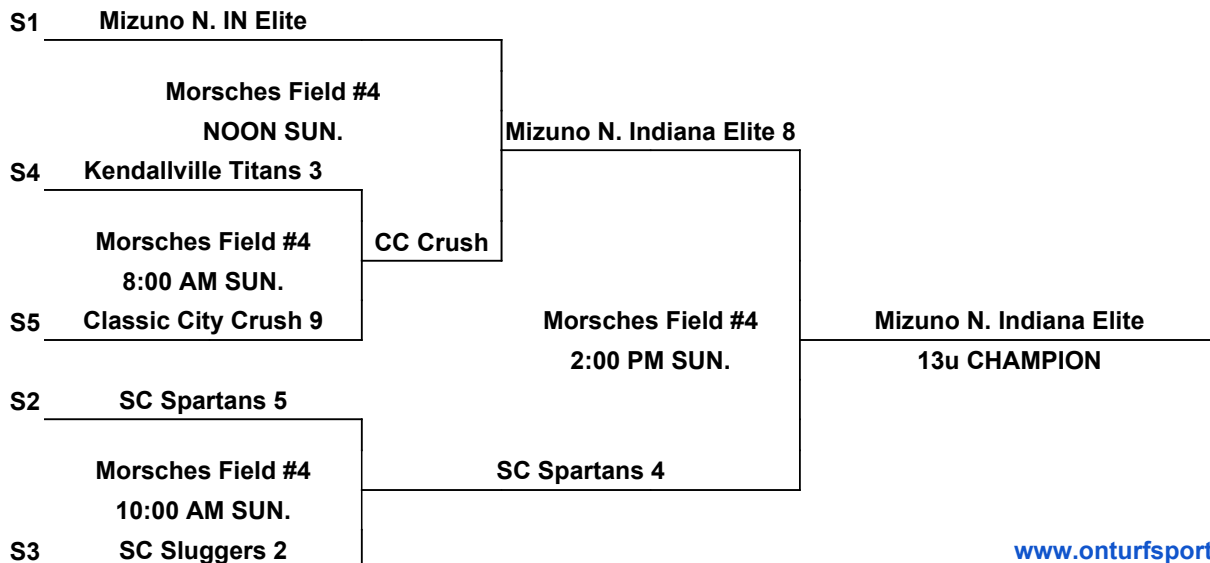 S1 Mizuno N. IN Elite
Morsches Field #4
NOON SUN.
Mizuno N. Indiana Elite 8
S4 Kendallville Titans 3
Morsches Field #4
CC Crush
8:00 AM SUN.
S5 Classic City Crush 9
Morsches Field #4
Mizuno N. Indiana Elite
2:00 PM SUN.
13u CHAMPION
S2 SC Spartans 5
Morsches Field #4
SC Spartans 4
10:00 AM SUN.
S3 SC Sluggers 2
www.onturfsport